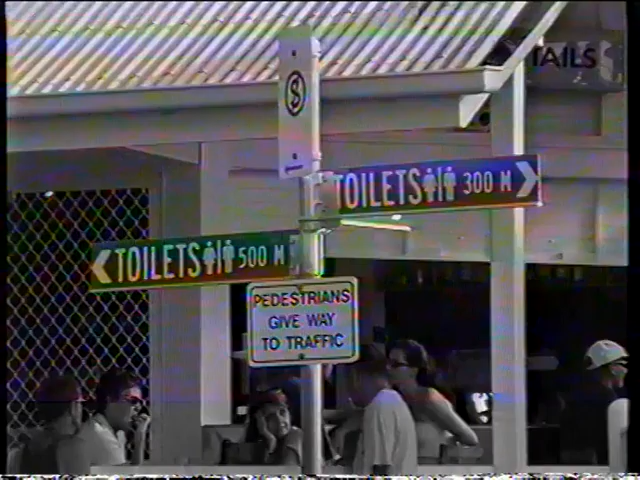 TAILS
S
TOILETS 300 M
TOILETS 500 M
PEDESTRIANS
GIVE WAY
TO TRAFFIC